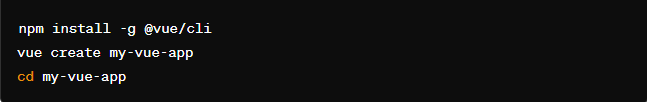 npm install -g @vue/cli
vue create my-vue-app
cd my-vue-app